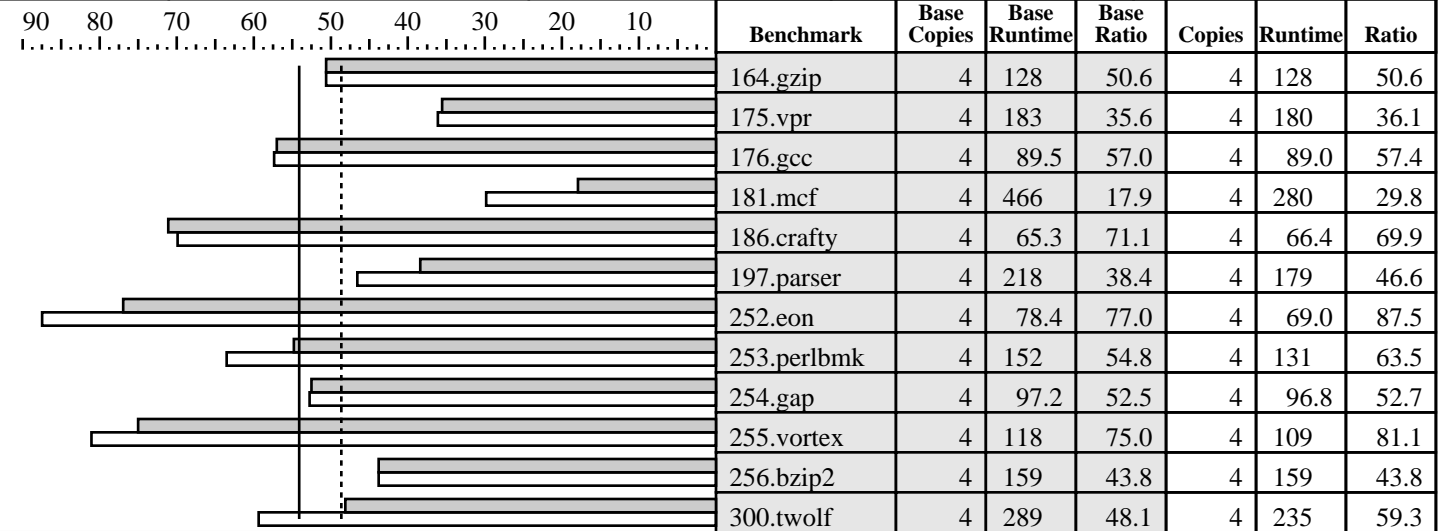 90 80 70 60 50 40 30 20 10
Benchmark Base Copies Base Runtime Base Ratio Copies Runtime Ratio
164.gzip 4 128 50.6 4 128 50.6
175.vpr 4 183 35.6 4 180 36.1
176.gcc 4 89.5 57.0 4 89.0 57.4
181.mcf 4 466 17.9 4 280 29.8
186.crafty 4 65.3 71.1 4 66.4 69.9
197.parser 4 218 38.4 4 179 46.6
252.eon 4 78.4 77.0 4 69.0 87.5
253.perlbmk 4 152 54.8 4 131 63.5
254.gap 4 97.2 52.5 4 96.8 52.7
255.vortex 4 118 75.0 4 109 81.1
256.bzip2 4 159 43.8 4 159 43.8
300.twolf 4 289 48.1 4 235 59.3